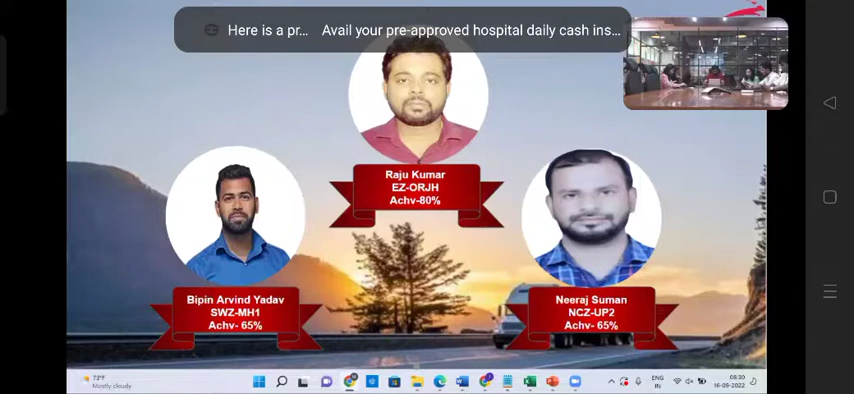 Here is a pr... Avail your pre-approved hospital daily cash ins...
Raju Kumar
EZ-ORJH
Achv-80%
Bipin Arvind Yadav
SWZ-MH1
Achv- 65%
Neeraj Suman
NCZ-UP2
Achv- 65%
73°F
Mostly cloudy
ENG
IN
08:30
16-09-2022